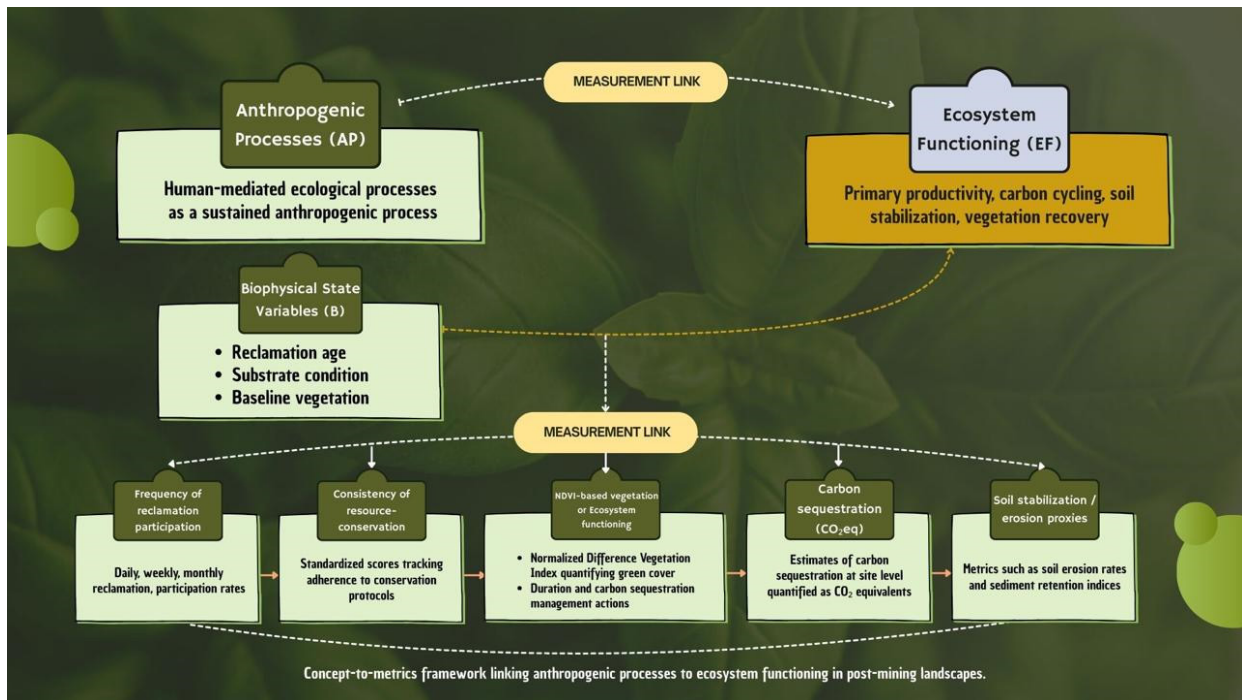 MEASUREMENT LINK
Anthropogenic
Processes (AP)
Human-mediated ecological processes
as a sustained anthropogenic process
Ecosystem
Functioning (EF)
Primary productivity, carbon cycling, soil
stabilization, vegetation recovery
Biophysical State
Variables (B)
• Reclamation age
• Substrate condition
• Baseline vegetation
MEASUREMENT LINK
Frequency of
reclamation
participation
Daily, weekly, monthly
reclamation, participation rates
Consistency of
resource-
conservation
Standardized scores tracking
adherence to conservation
protocols
NDVI-based vegetation
or Ecosystem
functioning
• Normalized Difference Vegetation
Index quantifying green cover
• Duration and carbon sequestration
management actions
Carbon
sequestration
(CO₂eq)
Estimates of carbon
sequestration at site level
quantified as CO₂ equivalents
Soil stabilization /
erosion proxies
Metrics such as soil erosion rates
and sediment retention indices
Concept-to-metrics framework linking anthropogenic processes to ecosystem functioning in post-mining landscapes.